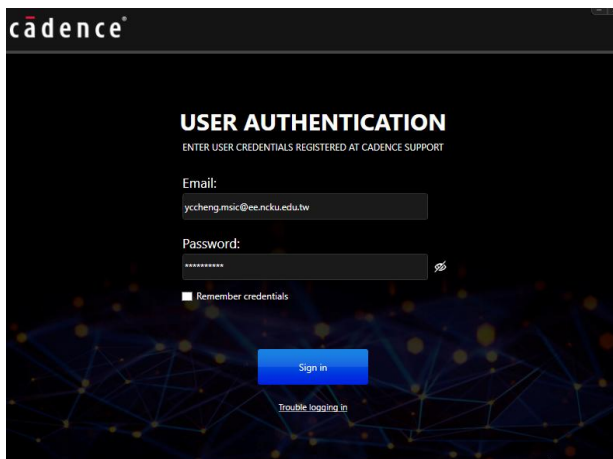 cādence®
USER AUTHENTICATION
ENTER USER CREDENTIALS REGISTERED AT CADENCE SUPPORT
Email:
yccheng.msic@ee.ncku.edu.tw
Password:
**********
Remember credentials
Sign in
Trouble logging in